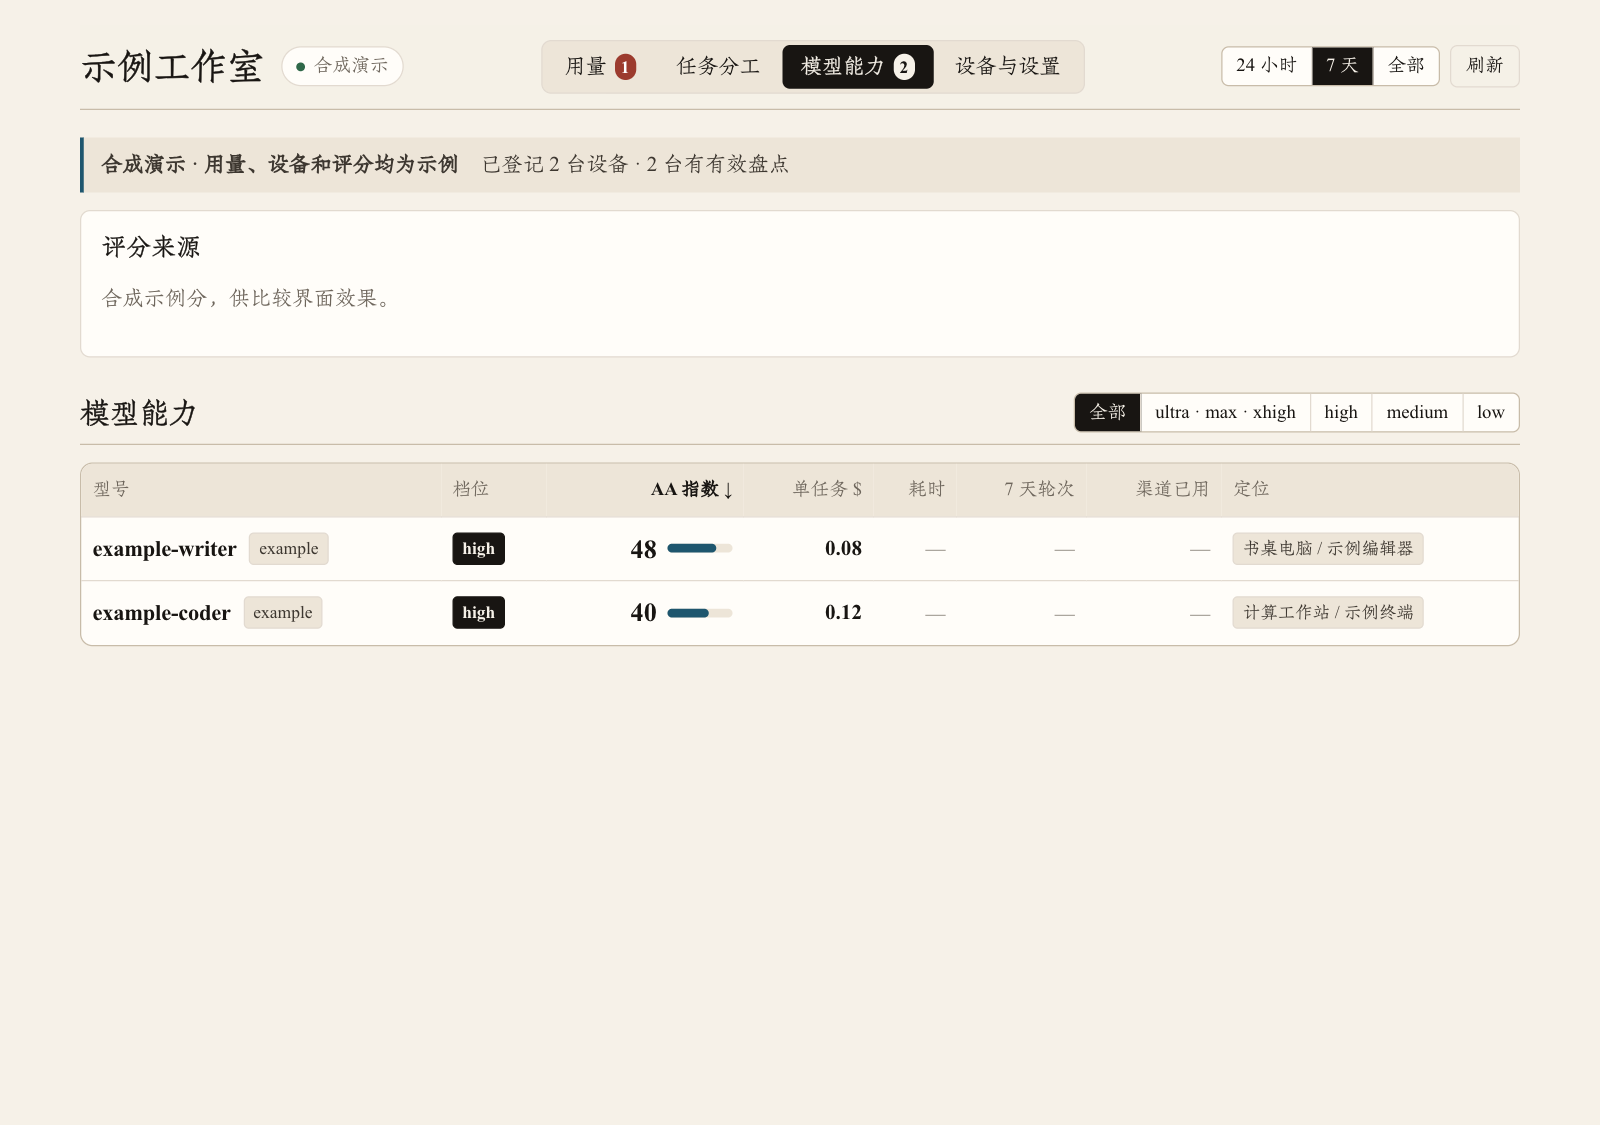 示例工作室 合成演示 用量 1 任务分工 模型能力 2 设备与设置 24 小时 7 天 全部 刷新
合成演示 · 用量、设备和评分均为示例 已登记 2 台设备 · 2 台有有效盘点
评分来源
合成示例分，供比较界面效果。
模型能力 全部 ultra · max · xhigh high medium low
型号 档位 AA 指数 ↓ 单任务 $ 耗时 7 天轮次 渠道已用 定位
example-writer example high 48 0.08 — — — 书桌电脑 / 示例编辑器
example-coder example high 40 0.12 — — — 计算工作站 / 示例终端